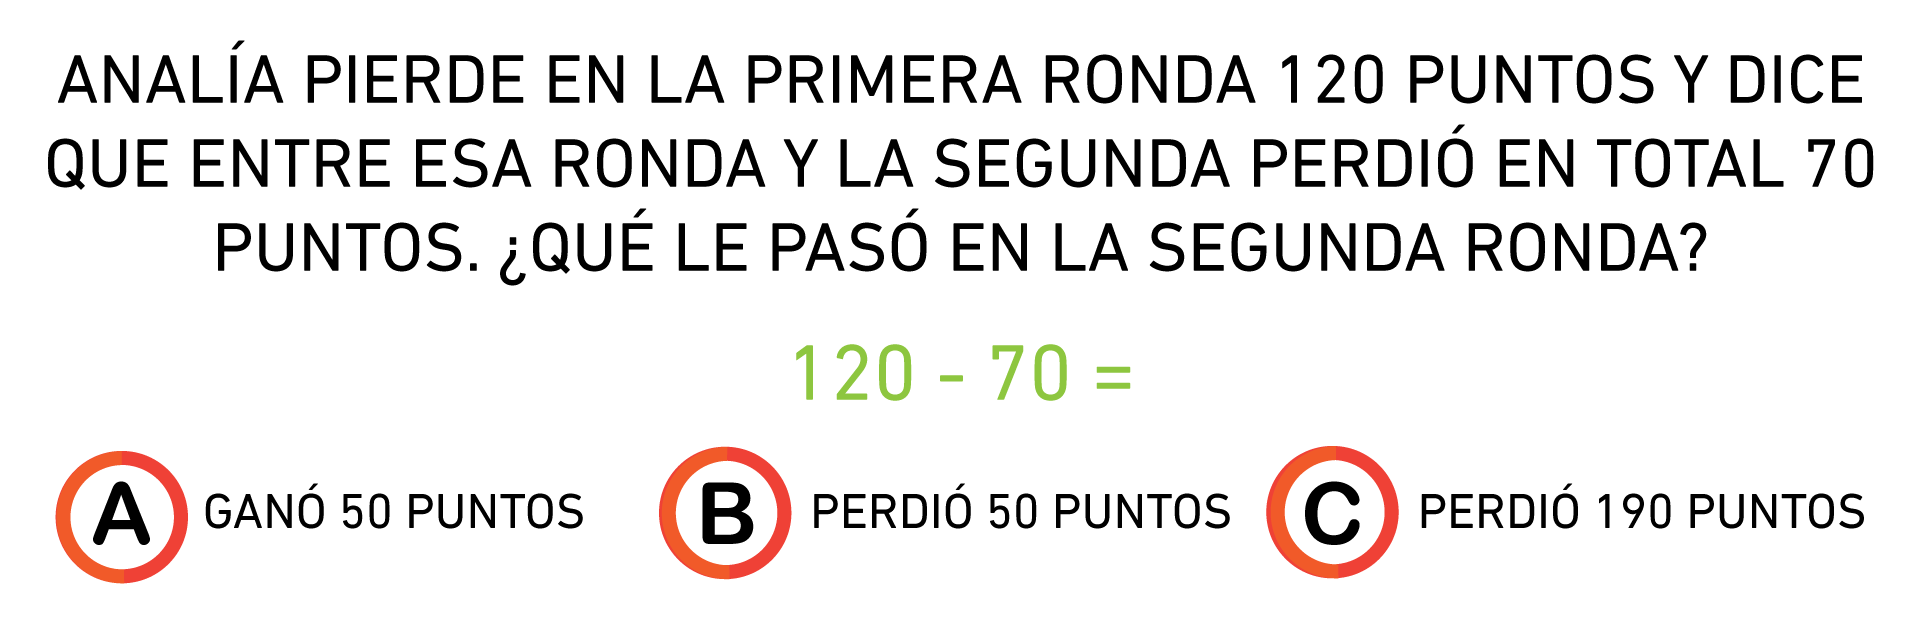 ANALÍA PIERDE EN LA PRIMERA RONDA 120 PUNTOS Y DICE
QUE ENTRE ESA RONDA Y LA SEGUNDA PERDIÓ EN TOTAL 70
PUNTOS. ¿QUÉ LE PASÓ EN LA SEGUNDA RONDA?
120 - 70 =
A GANÓ 50 PUNTOS
B PERDIÓ 50 PUNTOS
C PERDIÓ 190 PUNTOS